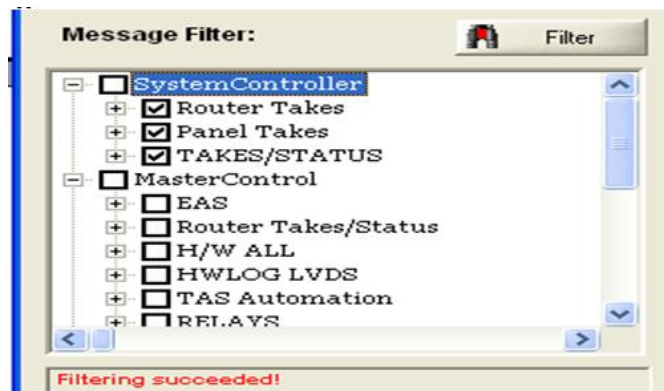 Message Filter:
Filter
SystemController
Router Takes
Panel Takes
TAKES/STATUS
MasterControl
EAS
Router Takes/Status
H/W ALL
HWLOG LVDS
TAS Automation
RELAYS
Filtering succeeded!